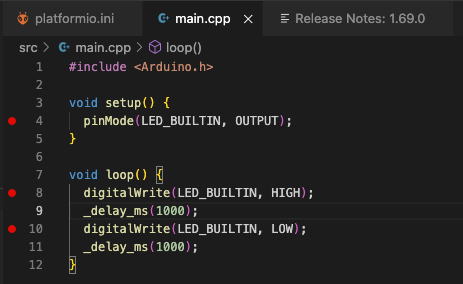 platformio.ini main.cpp Release Notes: 1.69.0
src > main.cpp > loop()
1 #include <Arduino.h>
2
3 void setup() {
4   pinMode(LED_BUILTIN, OUTPUT);
5 }
6
7 void loop() {
8   digitalWrite(LED_BUILTIN, HIGH);
9   _delay_ms(1000);
10   digitalWrite(LED_BUILTIN, LOW);
11   _delay_ms(1000);
12 }